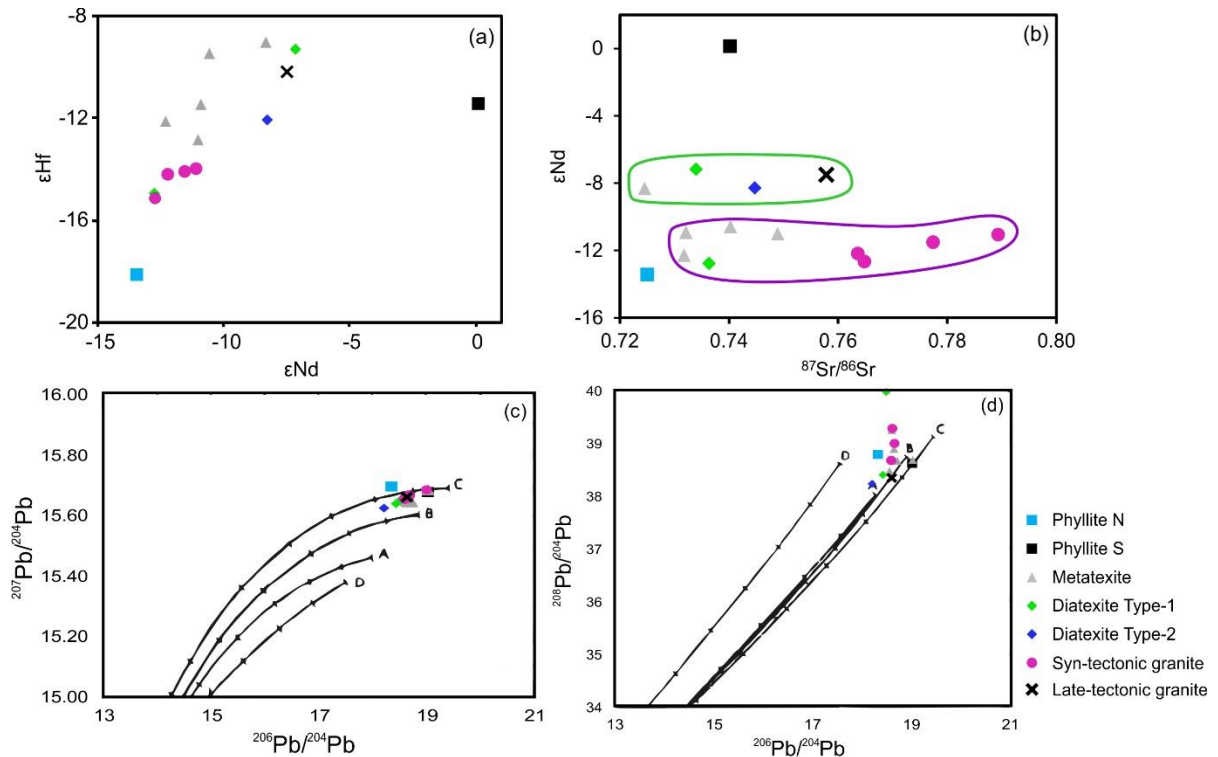 (a)
-8
-12
-16
-20
εHf
-15
-10
-5
0
εNd
(b)
0
-4
-8
-12
-16
εNd
0.72
0.74
0.76
0.78
0.80
⁸⁷Sr/⁸⁶Sr
(c)
16.00
15.80
15.60
15.40
15.20
15.00
²⁰⁷Pb/²⁰⁴Pb
C
B
A
D
13
15
17
19
21
²⁰⁶Pb/²⁰⁴Pb
(d)
40
39
38
37
36
35
34
²⁰⁸Pb/²⁰⁴Pb
D
B
C
A
13
15
17
19
21
²⁰⁶Pb/²⁰⁴Pb
Phyllite N
Phyllite S
Metatexite
Diatexite Type-1
Diatexite Type-2
Syn-tectonic granite
Late-tectonic granite